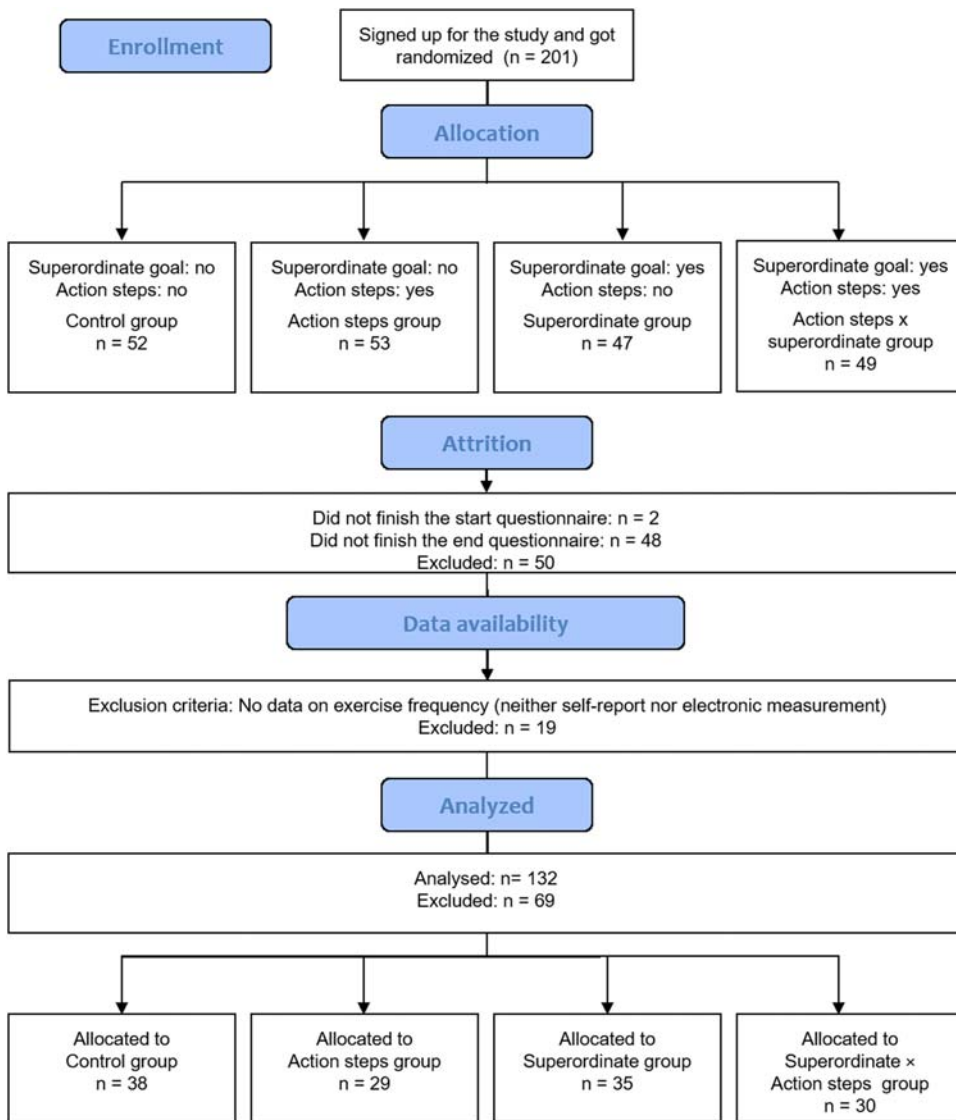 Enrollment
Signed up for the study and got
randomized (n = 201)
Allocation
Superordinate goal: no
Action steps: no
Control group
n = 52
Superordinate goal: no
Action steps: yes
Action steps group
n = 53
Superordinate goal: yes
Action steps: no
Superordinate group
n = 47
Superordinate goal: yes
Action steps: yes
Action steps x
superordinate group
n = 49
Attrition
Did not finish the start questionnaire: n = 2
Did not finish the end questionnaire: n = 48
Excluded: n = 50
Data availability
Exclusion criteria: No data on exercise frequency (neither self-report nor electronic measurement)
Excluded: n = 19
Analyzed
Analysed: n= 132
Excluded: n = 69
Allocated to
Control group
n = 38
Allocated to
Action steps group
n = 29
Allocated to
Superordinate group
n = 35
Allocated to
Superordinate ×
Action steps group
n = 30